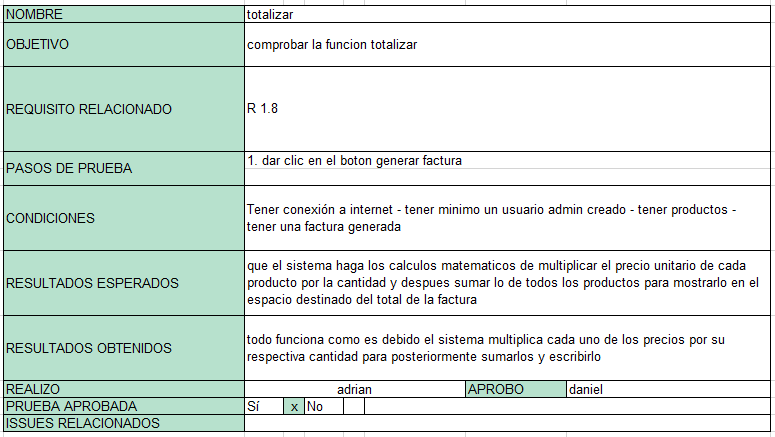 NOMBRE totalizar
OBJETIVO comprobar la funcion totalizar
REQUISITO RELACIONADO R 1.8
PASOS DE PRUEBA 1. dar clic en el boton generar factura
CONDICIONES Tener conexión a internet - tener minimo un usuario admin creado - tener productos -
tener una factura generada
RESULTADOS ESPERADOS que el sistema haga los calculos matematicos de multiplicar el precio unitario de cada
producto por la cantidad y despues sumar lo de todos los productos para mostrarlo en el
espacio destinado del total de la factura
RESULTADOS OBTENIDOS todo funciona como es debido el sistema multiplica cada uno de los precios por su
respectiva cantidad para posteriormente sumarlos y escribirlo
REALIZO adrian APROBO daniel
PRUEBA APROBADA Sí x No
ISSUES RELACIONADOS